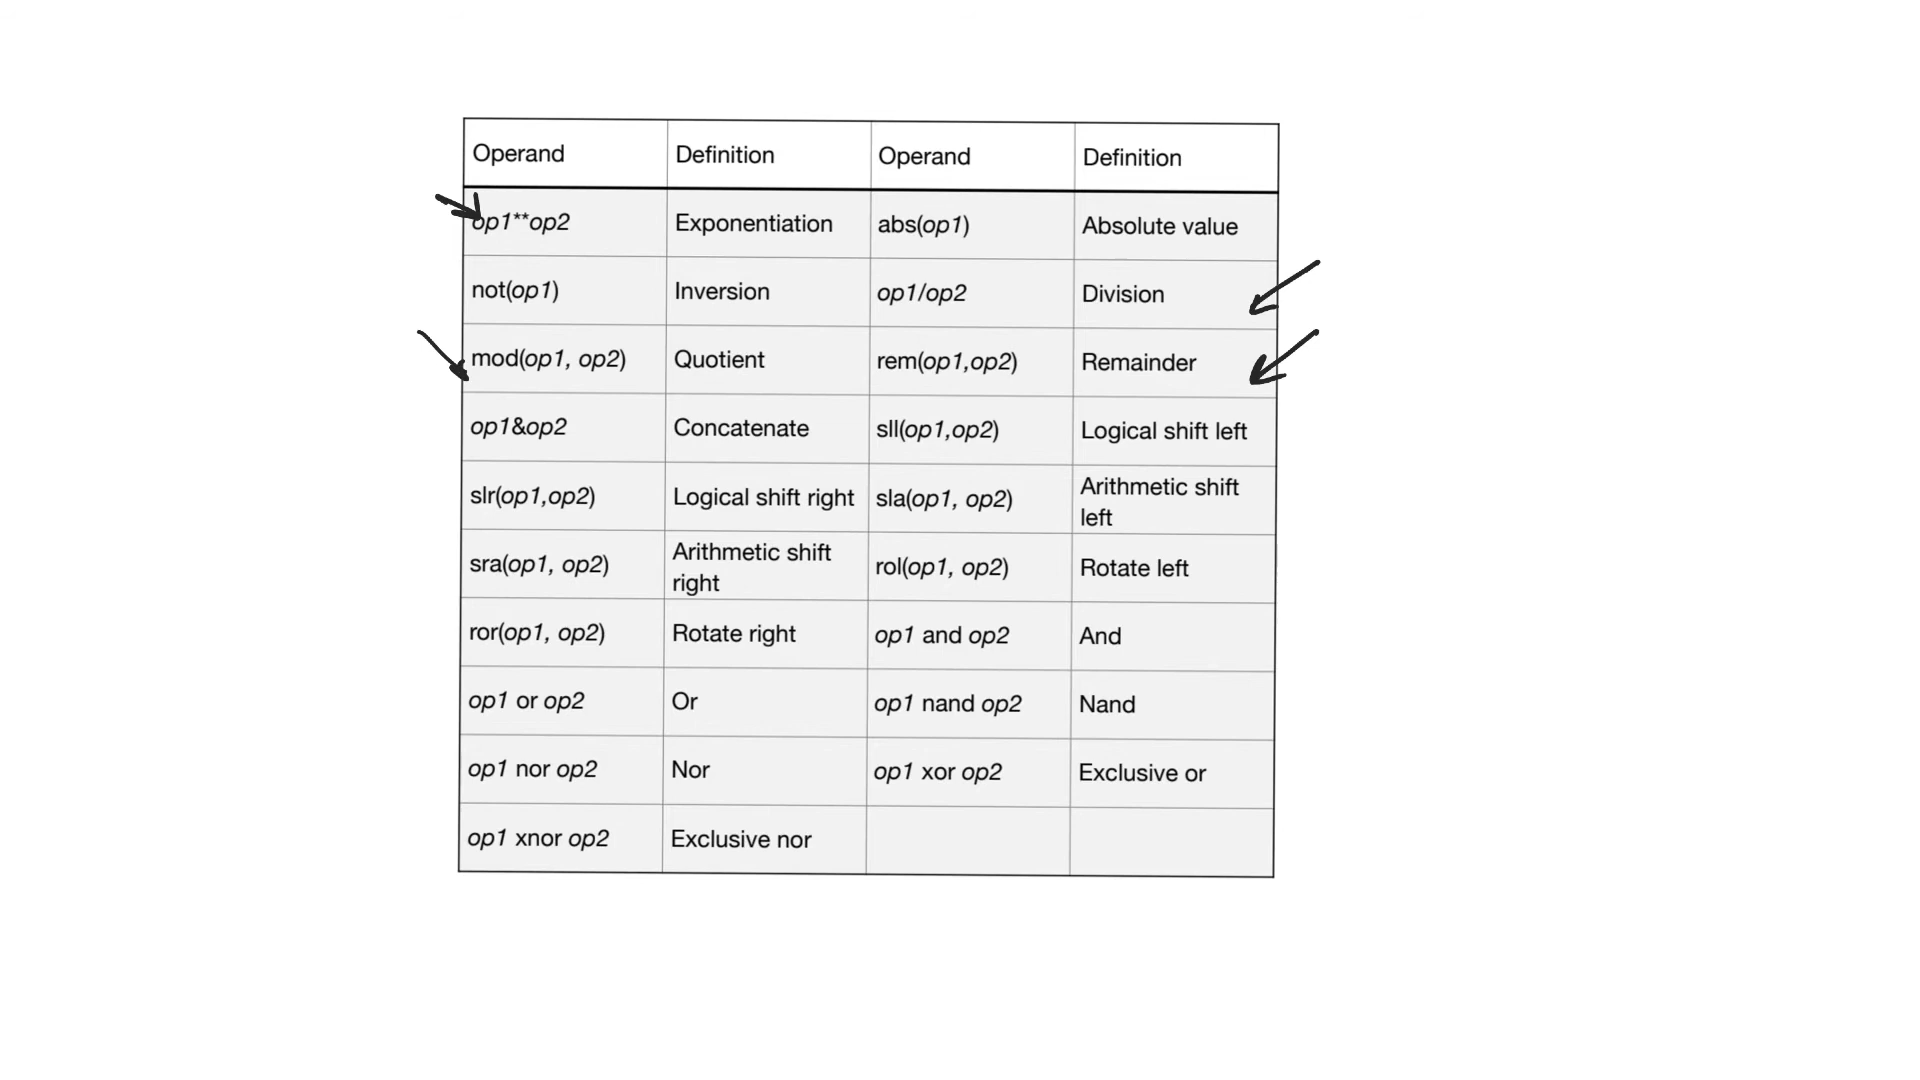 Operand Definition Operand Definition
op1**op2 Exponentiation abs(op1) Absolute value
not(op1) Inversion op1/op2 Division
mod(op1, op2) Quotient rem(op1,op2) Remainder
op1&op2 Concatenate sll(op1,op2) Logical shift left
slr(op1,op2) Logical shift right sla(op1, op2) Arithmetic shift
left
sra(op1, op2) Arithmetic shift
right rol(op1, op2) Rotate left
ror(op1, op2) Rotate right op1 and op2 And
op1 or op2 Or op1 nand op2 Nand
op1 nor op2 Nor op1 xor op2 Exclusive or
op1 xnor op2 Exclusive nor